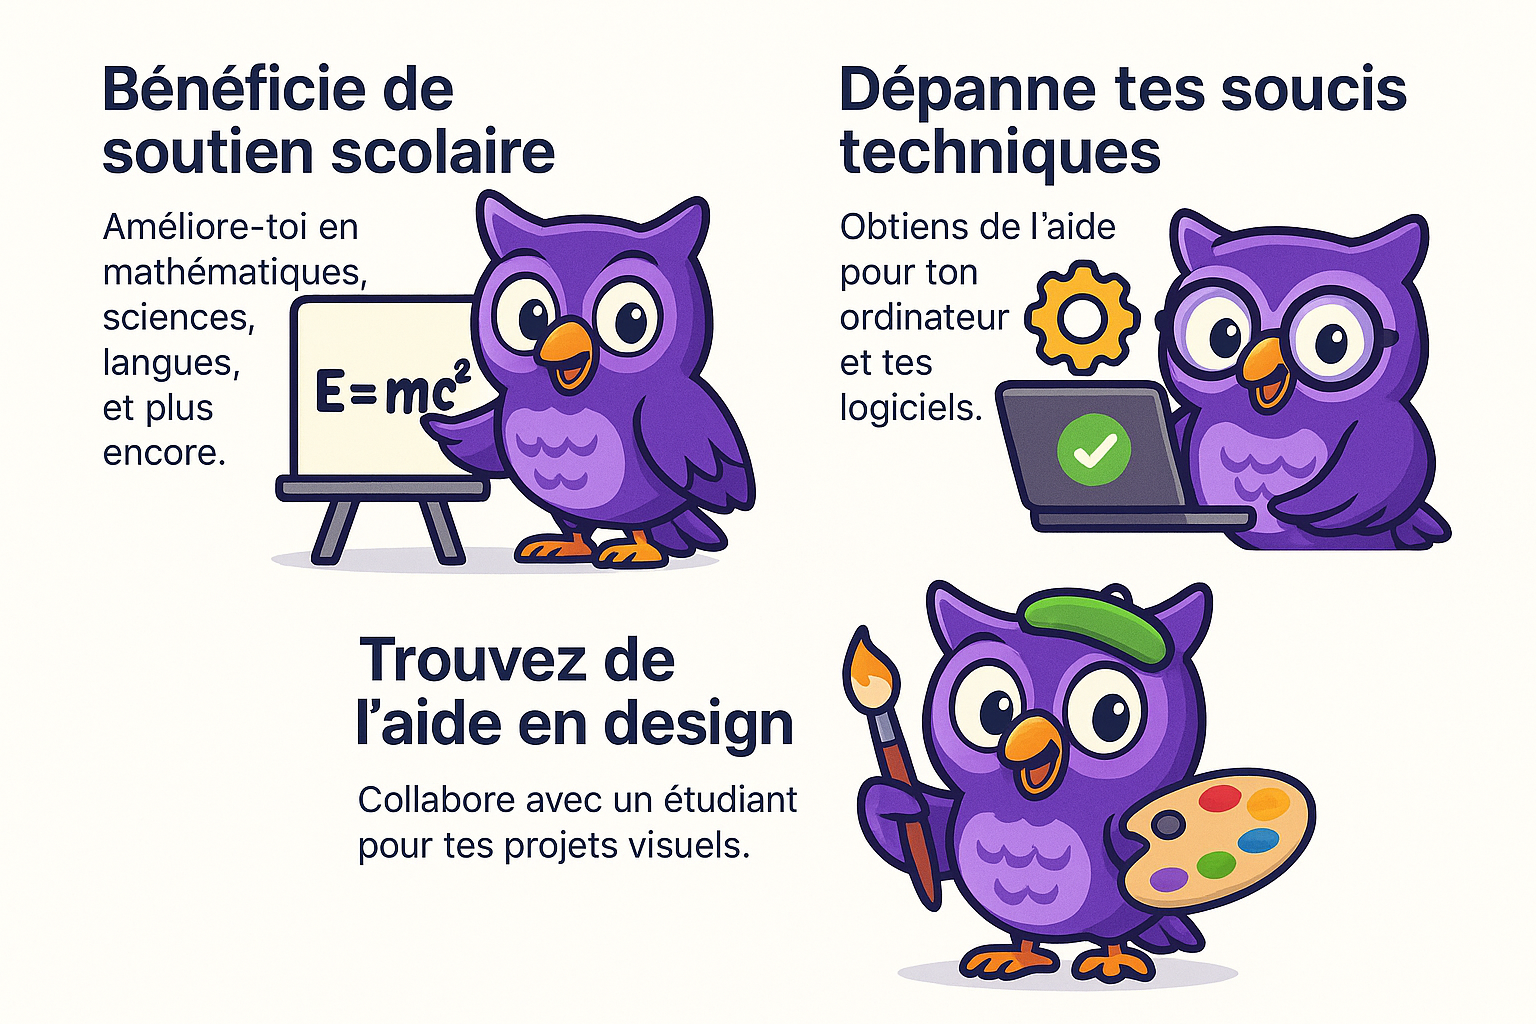 Bénéficie de
soutien scolaire
Améliore-toi en
mathématiques,
sciences,
langues,
et plus
encore.
E=mc²
Dépanne tes soucis
techniques
Obtiens de l’aide
pour ton
ordinateur
et tes
logiciels.
Trouvez de
l’aide en design
Collabore avec un étudiant
pour tes projets visuels.